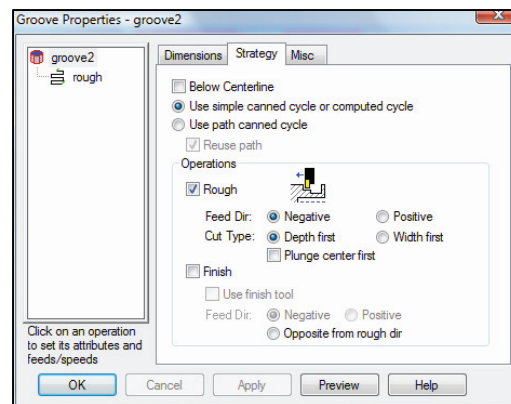 Groove Properties - groove2
groove2
rough
Dimensions Strategy Misc
Below Centerline
Use simple canned cycle or computed cycle
Use path canned cycle
Reuse path
Operations
Rough
Feed Dir: Negative Positive
Cut Type: Depth first Width first
Plunge center first
Finish
Use finish tool
Feed Dir: Negative Positive
Opposite from rough dir
Click on an operation
to set its attributes and
feeds/speeds
OK Cancel Apply Preview Help